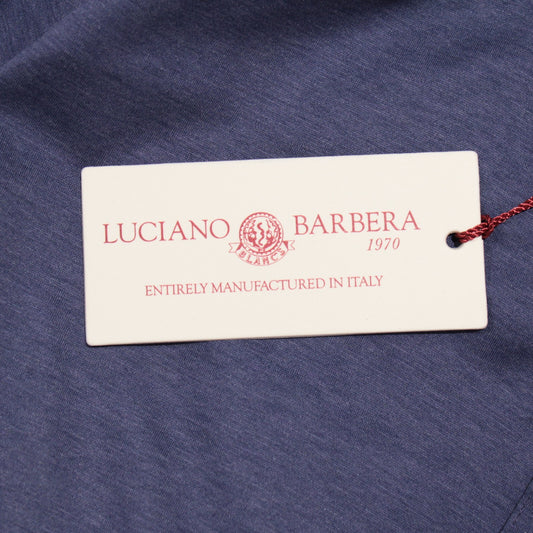 LUCIANO BARBERA
1970
BLANCS
ENTIRELY MANUFACTURED IN ITALY